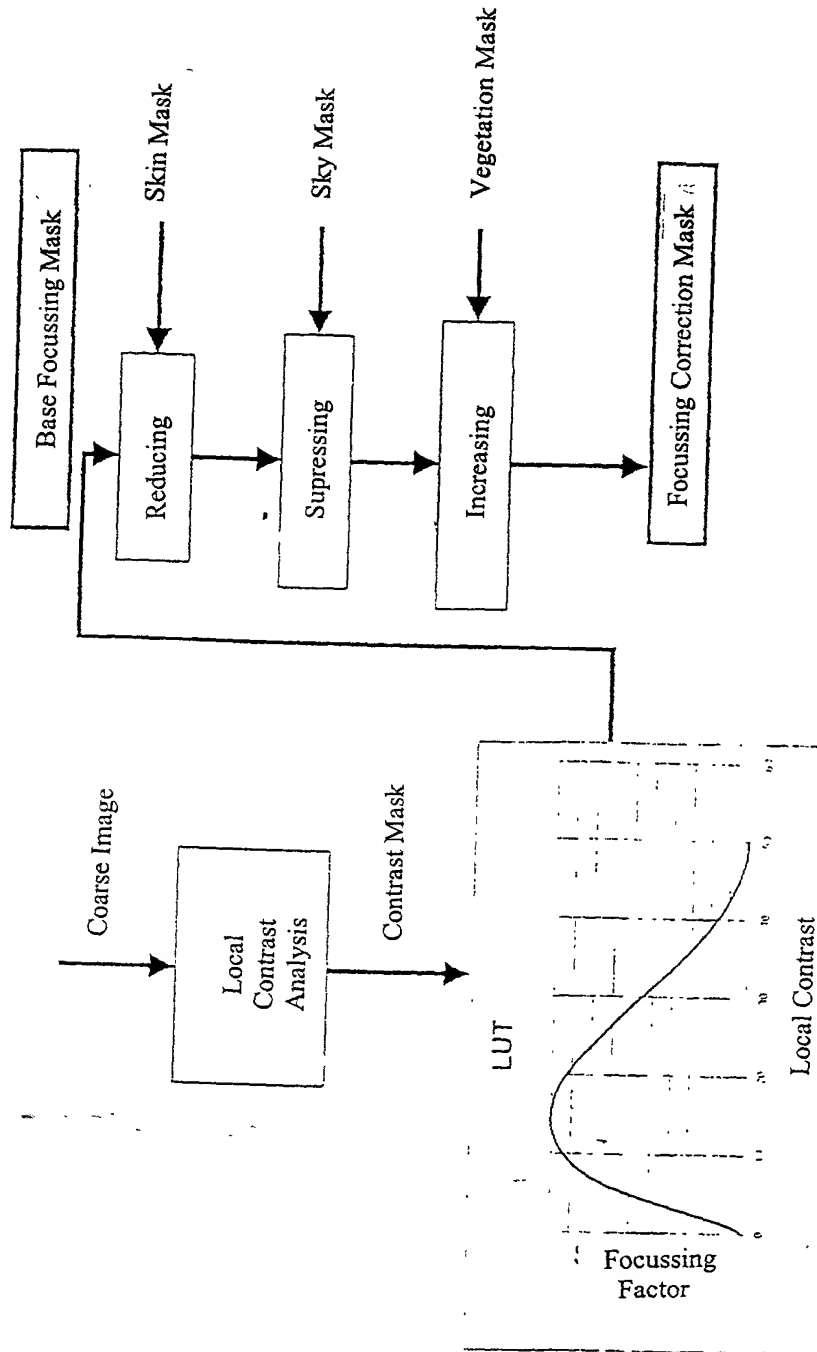 Coarse Image
Local
Contrast
Analysis
Contrast Mask
LUT
Focussing
Factor
Local Contrast
Base Focussing Mask
Reducing
Skin Mask
Supressing
Sky Mask
Increasing
Vegetation Mask
Focussing Correction Mask